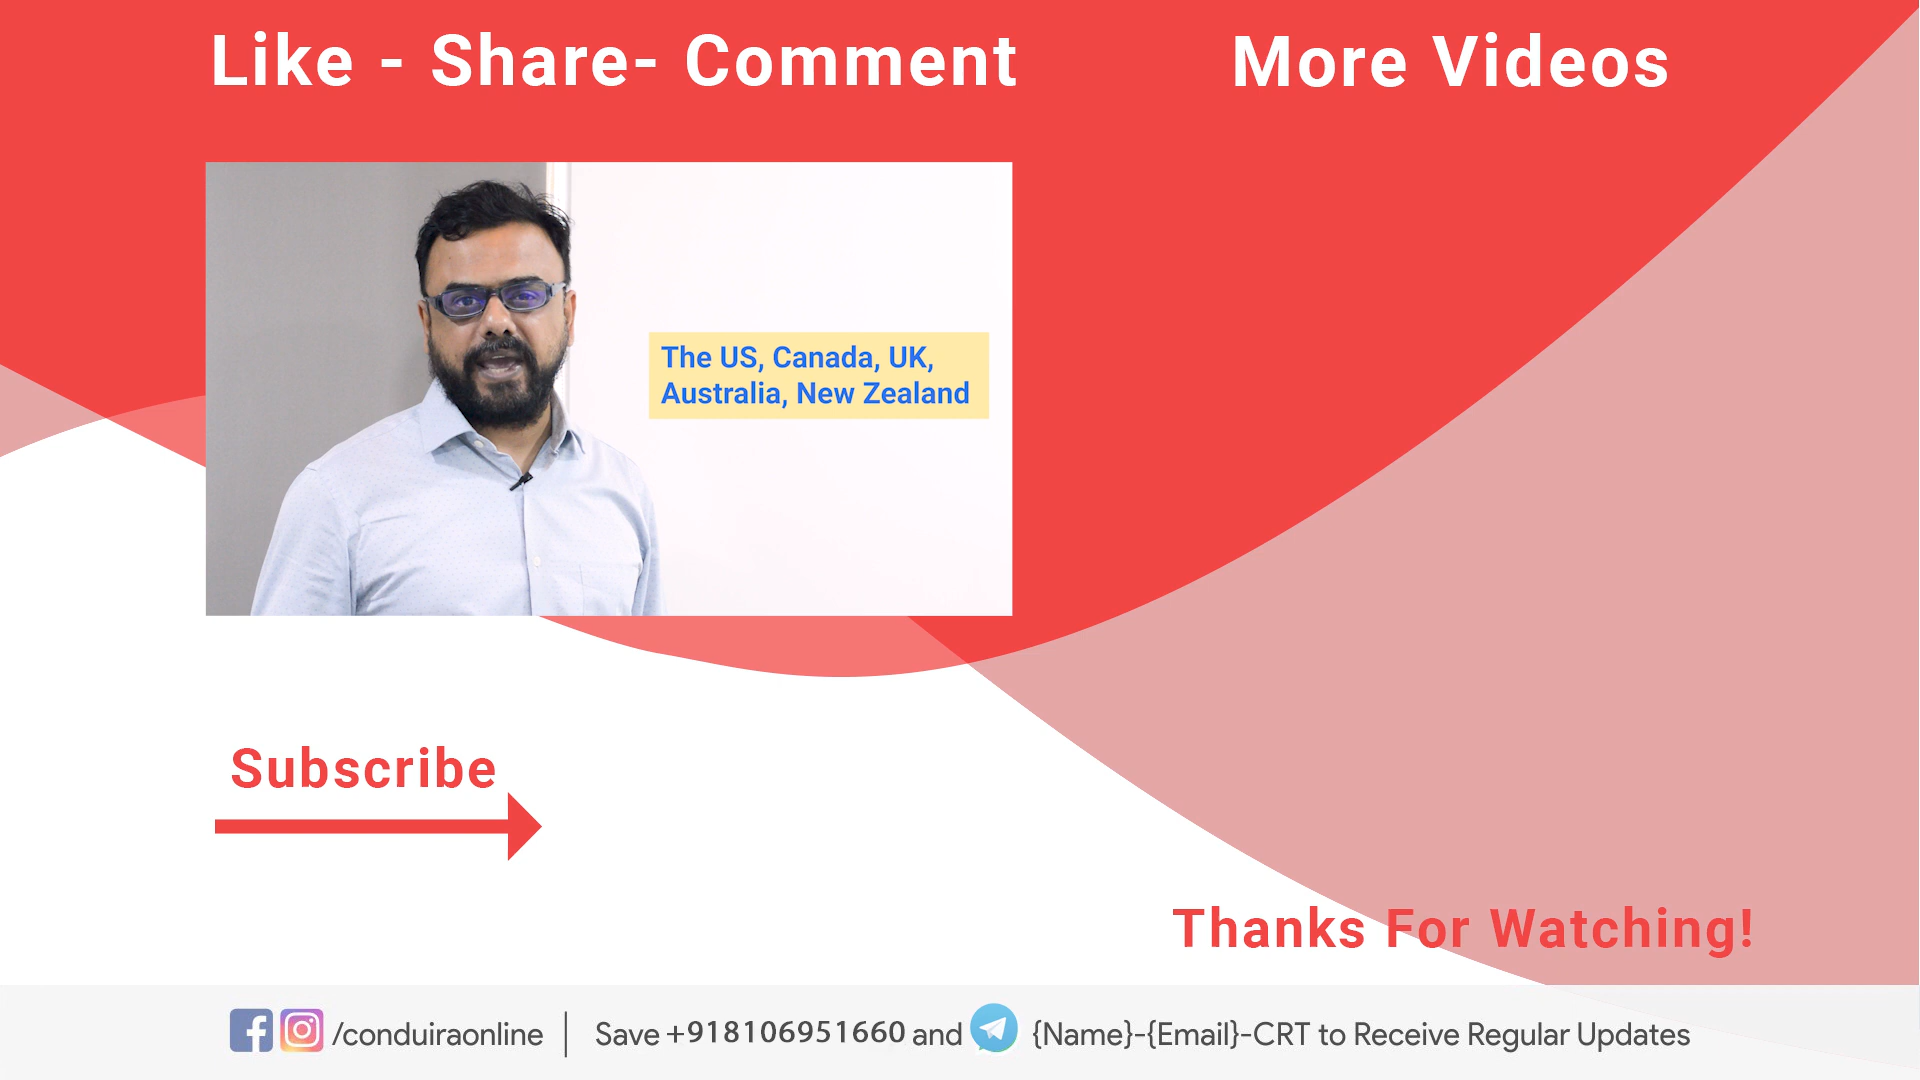 Like - Share- Comment
More Videos
The US, Canada, UK,
Australia, New Zealand
Subscribe
Thanks For Watching!
/conduiraonline | Save +918106951660 and {Name}-{Email}-CRT to Receive Regular Updates